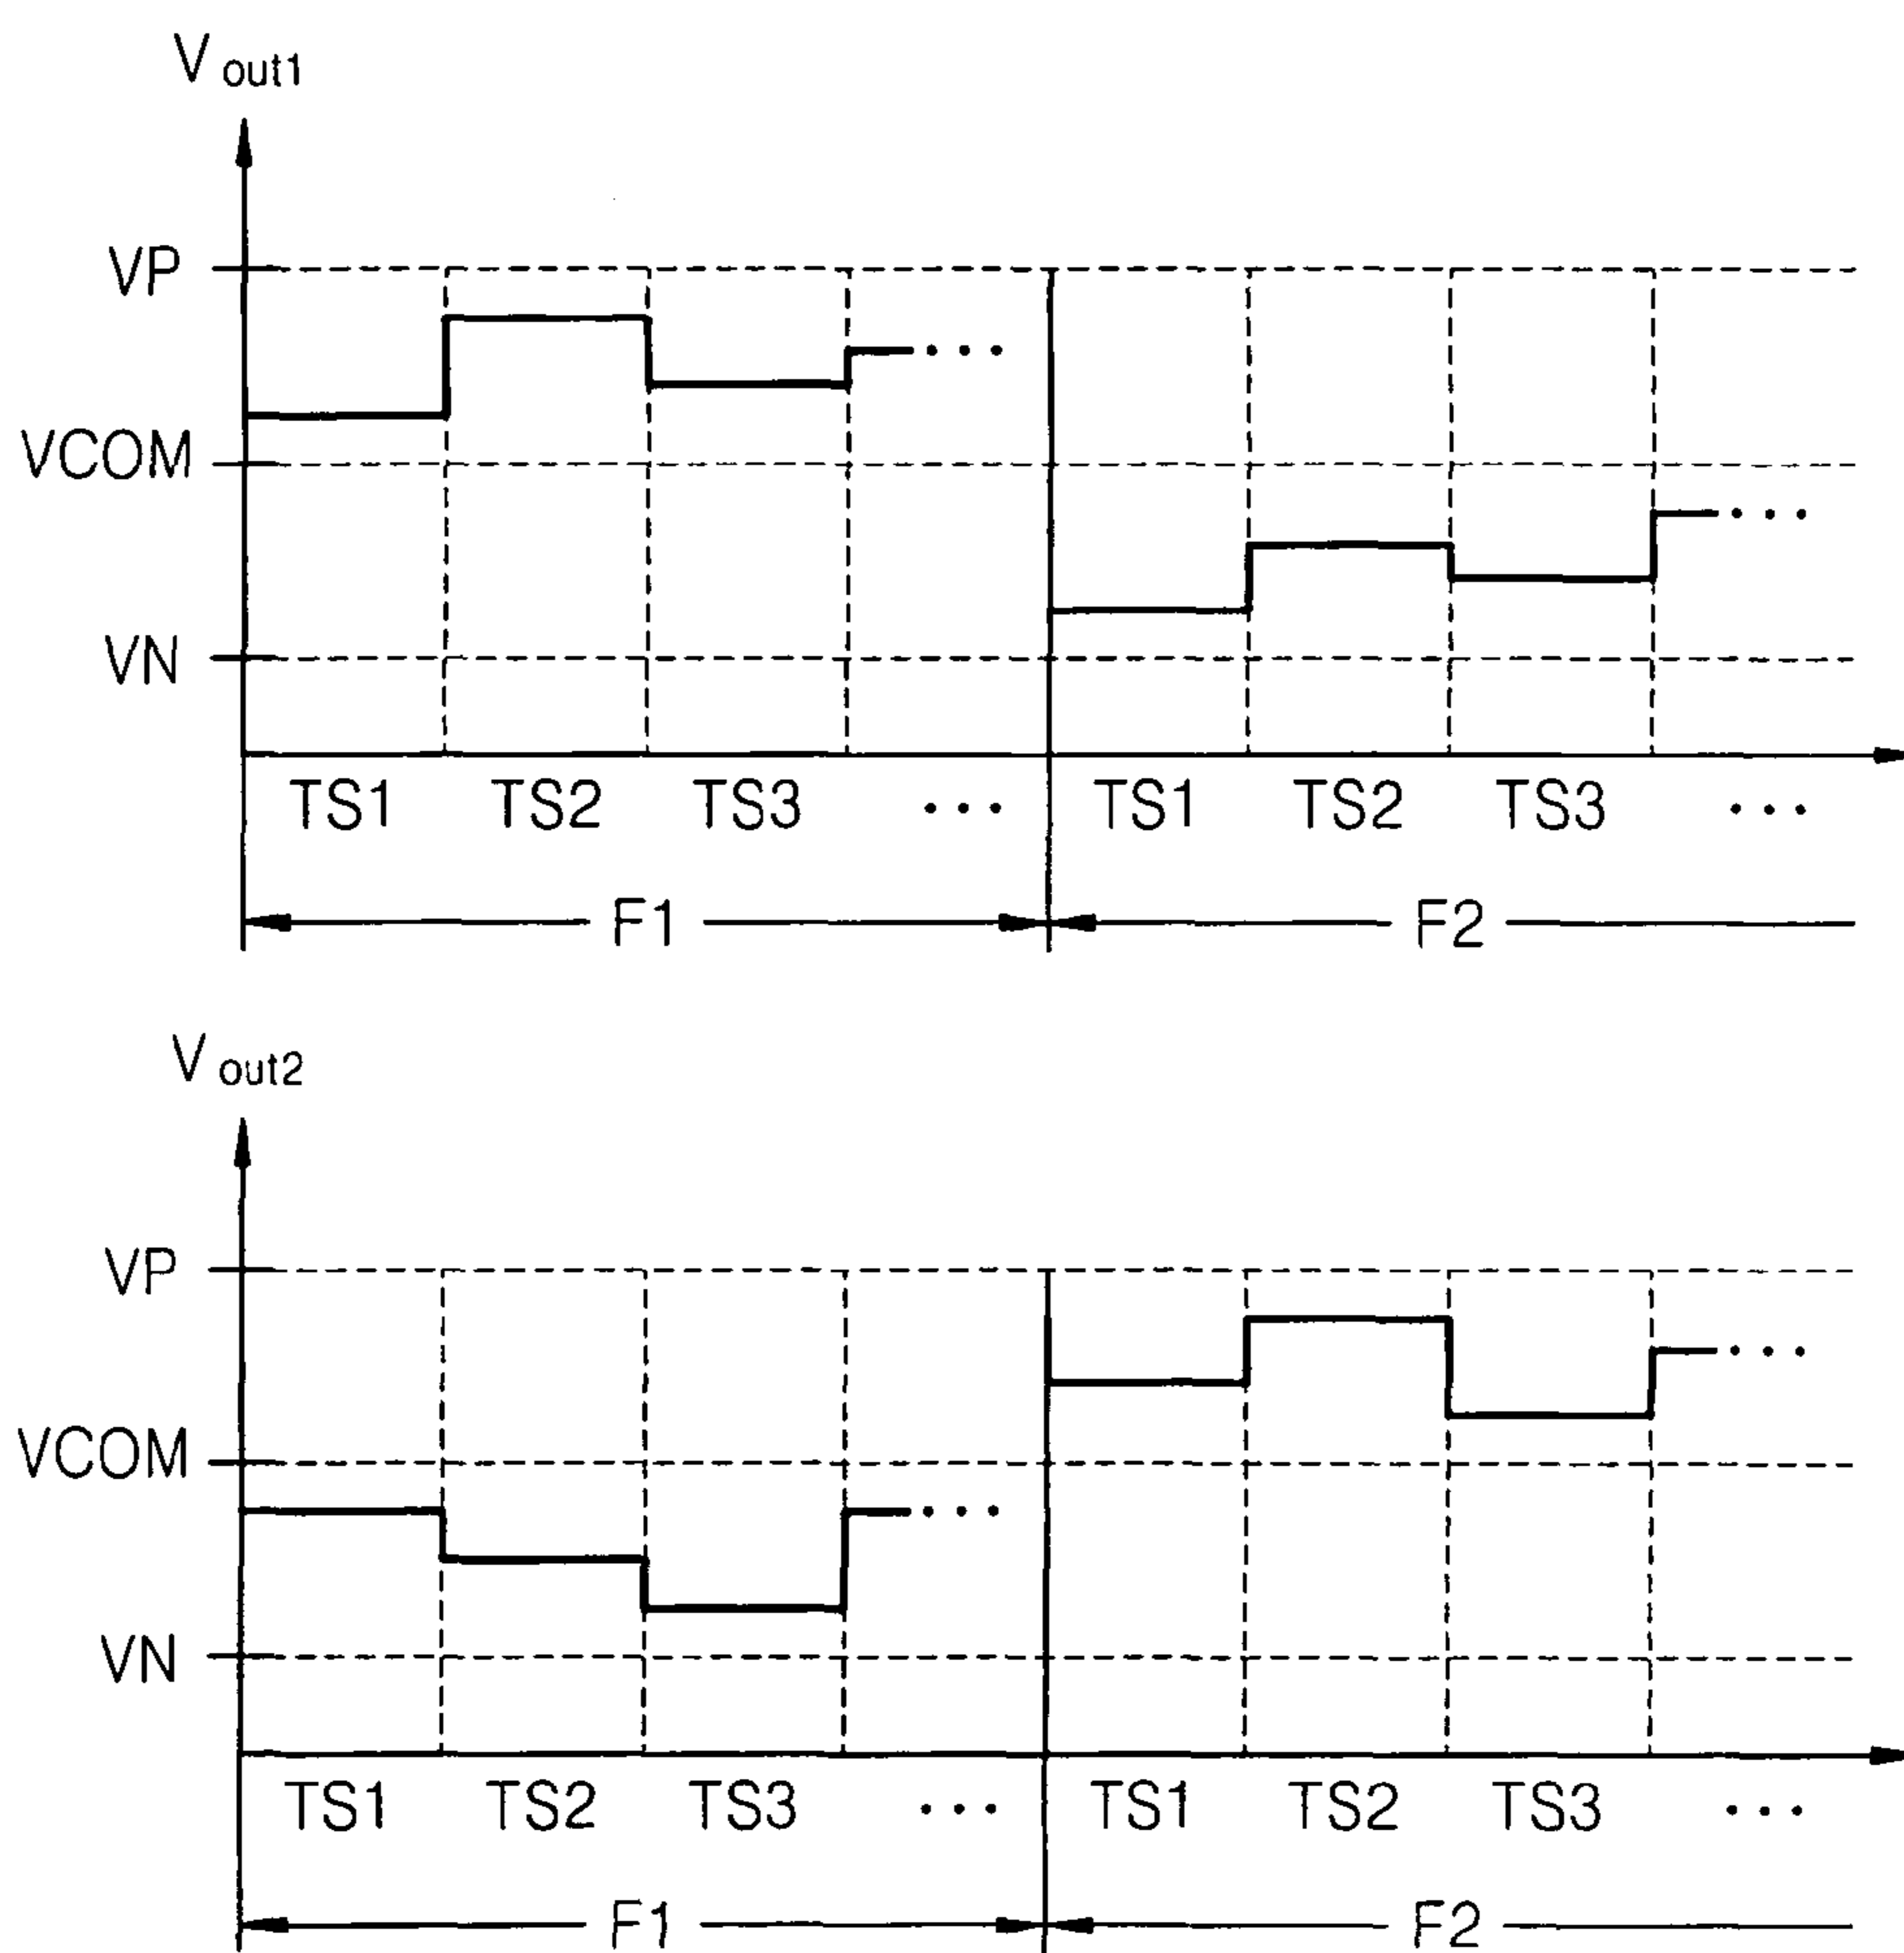 Vout1
VP
VCOM
VN
TS1 TS2 TS3 ••• TS1 TS2 TS3 •••
F1 F2
Vout2
VP
VCOM
VN
TS1 TS2 TS3 ••• TS1 TS2 TS3 •••
F1 F2